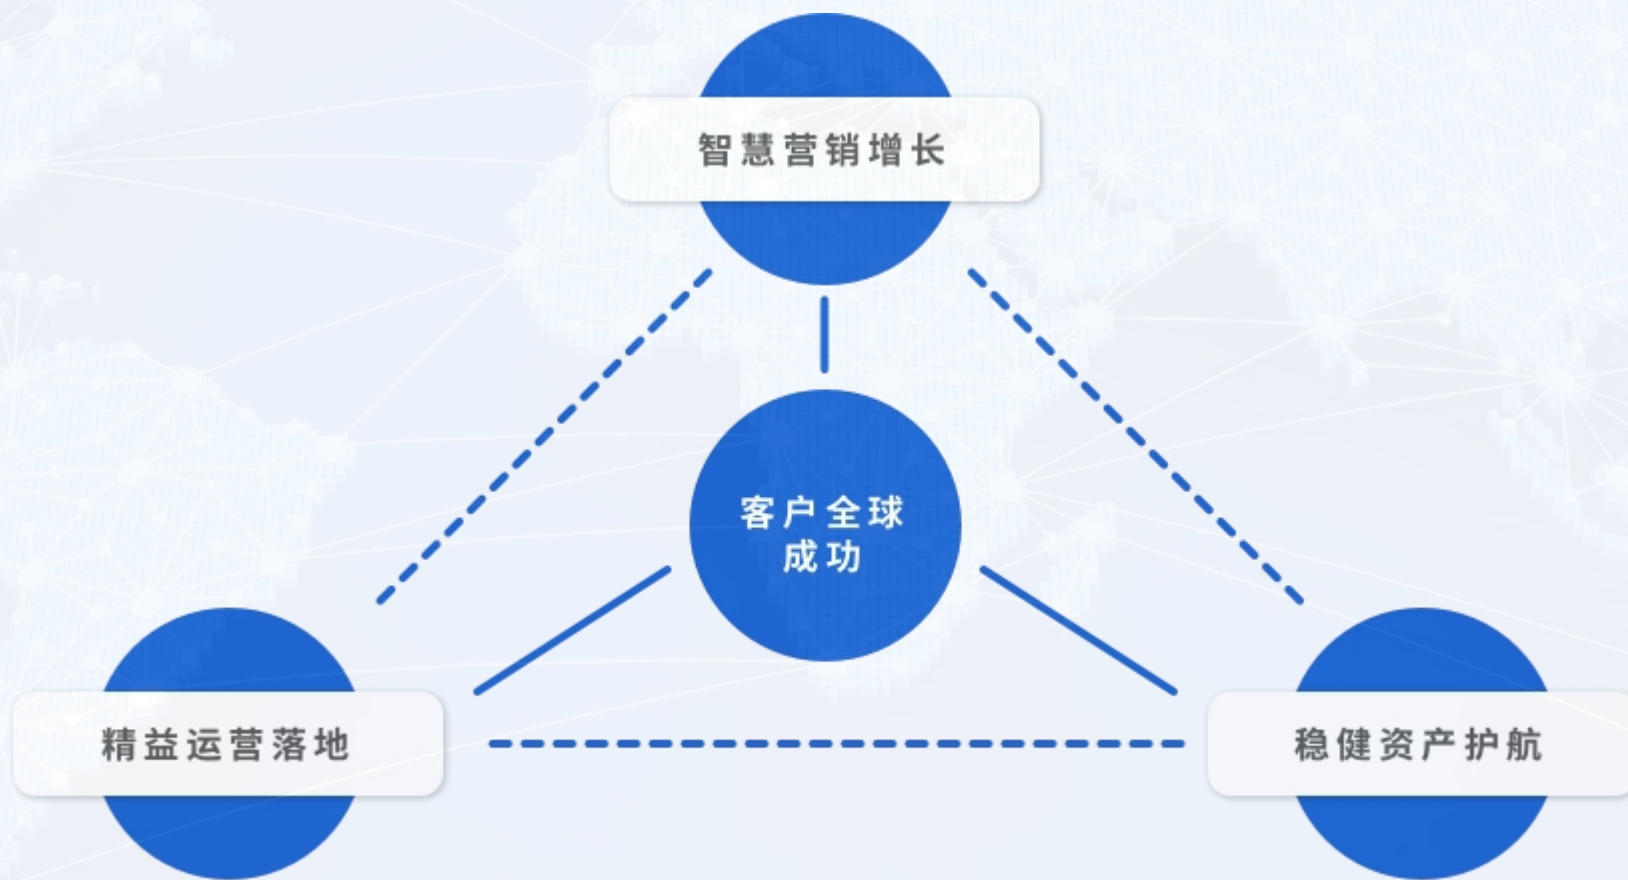 智慧营销增长
客户全球
成功
精益运营落地
稳健资产护航